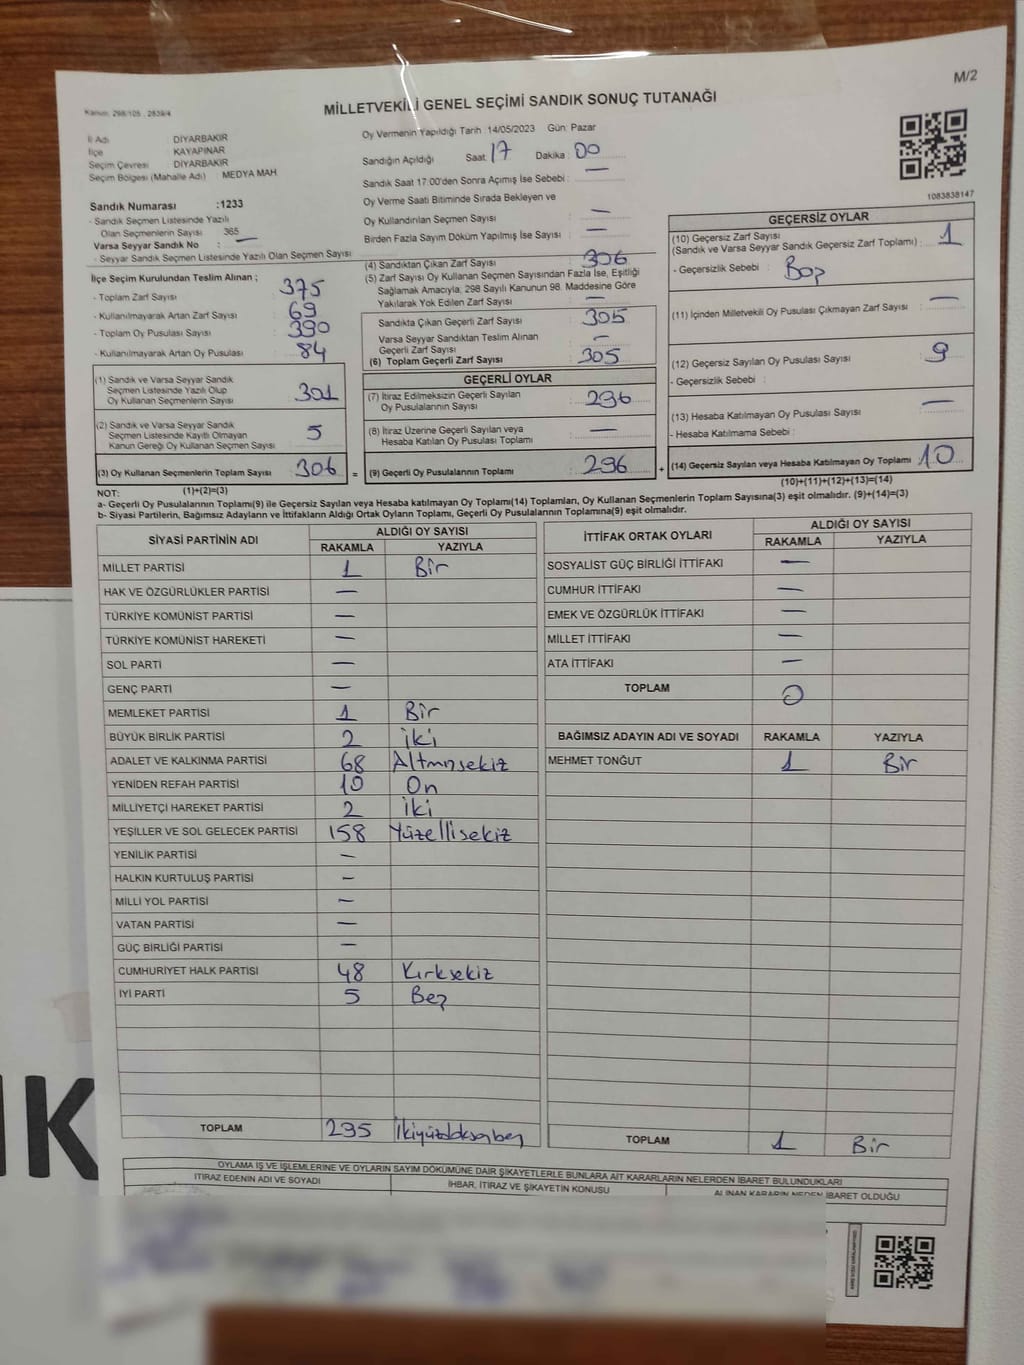 M/2
Kanun: 298/105 , 2839/4
MİLLETVEKİLİ GENEL SEÇİMİ SANDIK SONUÇ TUTANAĞI
İl Adı : DİYARBAKIR
İlçe : KAYAPINAR
Seçim Çevresi : DİYARBAKIR
Seçim Bölgesi (Mahalle Adı) : MEDYA MAH
Sandık Numarası :1233
- Sandık Seçmen Listesinde Yazılı
Olan Seçmenlerin Sayısı 365
Varsa Seyyar Sandık No : —
- Seyyar Sandık Seçmen Listesinde Yazılı Olan Seçmen Sayısı
İlçe Seçim Kurulundan Teslim Alınan ;
- Toplam Zarf Sayısı : 375
- Kullanılmayarak Artan Zarf Sayısı : 69
- Toplam Oy Pusulası Sayısı : 390
- Kullanılmayarak Artan Oy Pusulası : 84
(1) Sandık ve Varsa Seyyar Sandık
Seçmen Listesinde Yazılı Olup
Oy Kullanan Seçmenlerin Sayısı : 301
(2) Sandık ve Varsa Seyyar Sandık
Seçmen Listesinde Kayıtlı Olmayan
Kanun Gereği Oy Kullanan Seçmen Sayısı : 5
(3) Oy Kullanan Seçmenlerin Toplam Sayısı : 306 =
(1)+(2)=(3)
Oy Vermenin Yapıldığı Tarih 14/05/2023 Gün: Pazar
Sandığın Açıldığı Saat: 17 Dakika : 00
Sandık Saat 17:00'den Sonra Açımış İse Sebebi : —
Oy Verme Saati Bitiminde Sırada Bekleyen ve
Oy Kullandırılan Seçmen Sayısı : —
Birden Fazla Sayım Döküm Yapılmış İse Sayısı : —
(4) Sandıktan Çıkan Zarf Sayısı : 306
(5) Zarf Sayısı Oy Kullanan Seçmen Sayısından Fazla İse, Eşitliği
Sağlamak Amacıyla, 298 Sayılı Kanunun 98. Maddesine Göre
Yakılarak Yok Edilen Zarf Sayısı : —
Sandıkta Çıkan Geçerli Zarf Sayısı : 305
Varsa Seyyar Sandıktan Teslim Alınan
Geçerli Zarf Sayısı : —
(6) Toplam Geçerli Zarf Sayısı : 305
GEÇERLİ OYLAR
(7) İtiraz Edilmeksizin Geçerli Sayılan
Oy Pusulalarının Sayısı : 296
(8) İtiraz Üzerine Geçerli Sayılan veya
Hesaba Katılan Oy Pusulası Toplamı : —
(9) Geçerli Oy Pusulalarının Toplamı : 296 +
1083838147
GEÇERSİZ OYLAR
(10) Geçersiz Zarf Sayısı
(Sandık ve Varsa Seyyar Sandık Geçersiz Zarf Toplamı) : 1
- Geçersizlik Sebebi : Boş
(11) İçinden Milletvekili Oy Pusulası Çıkmayan Zarf Sayısı : —
(12) Geçersiz Sayılan Oy Pusulası Sayısı : 9
- Geçersizlik Sebebi :
(13) Hesaba Katılmayan Oy Pusulası Sayısı : —
- Hesaba Katılmama Sebebi :
(14) Geçersiz Sayılan veya Hesaba Katılmayan Oy Toplamı : 10
(10)+(11)+(12)+(13)=(14)
NOT:
a- Geçerli Oy Pusulalarının Toplamı(9) ile Geçersiz Sayılan veya Hesaba katılmayan Oy Toplamı(14) Toplamları, Oy Kullanan Seçmenlerin Toplam Sayısına(3) eşit olmalıdır. (9)+(14)=(3)
b- Siyasi Partilerin, Bağımsız Adayların ve İttifakların Aldığı Ortak Oyların Toplamı, Geçerli Oy Pusulalarının Toplamına(9) eşit olmalıdır.
SİYASİ PARTİNİN ADI ALDIĞI OY SAYISI
RAKAMLA YAZIYLA
MİLLET PARTİSİ 1 Bir
HAK VE ÖZGÜRLÜKLER PARTİSİ —
TÜRKİYE KOMÜNİST PARTİSİ —
TÜRKİYE KOMÜNİST HAREKETİ —
SOL PARTİ —
GENÇ PARTİ —
MEMLEKET PARTİSİ 1 Bir
BÜYÜK BİRLİK PARTİSİ 2 İki
ADALET VE KALKINMA PARTİSİ 68 Altmışsekiz
YENİDEN REFAH PARTİSİ 10 On
MİLLİYETÇİ HAREKET PARTİSİ 2 İki
YEŞİLLER VE SOL GELECEK PARTİSİ 158 Yüzellisekiz
YENİLİK PARTİSİ —
HALKIN KURTULUŞ PARTİSİ —
MİLLİ YOL PARTİSİ —
VATAN PARTİSİ —
GÜÇ BİRLİĞİ PARTİSİ —
CUMHURİYET HALK PARTİSİ 48 Kırksekiz
İYİ PARTİ 5 Beş
TOPLAM 295 İkiyüzdoksanbeş
İTTİFAK ORTAK OYLARI ALDIĞI OY SAYISI
RAKAMLA YAZIYLA
SOSYALİST GÜÇ BİRLİĞİ İTTİFAKI —
CUMHUR İTTİFAKI —
EMEK VE ÖZGÜRLÜK İTTİFAKI —
MİLLET İTTİFAKI —
ATA İTTİFAKI —
TOPLAM 0
BAĞIMSIZ ADAYIN ADI VE SOYADI RAKAMLA YAZIYLA
MEHMET TONĞUT 1 Bir
TOPLAM 1 Bir
OYLAMA İŞ VE İŞLEMLERİNE VE OYLARIN SAYIM DÖKÜMÜNE DAİR ŞİKAYETLERLE BUNLARA AİT KARARLARIN NELERDEN İBARET BULUNDUKLARI
İTİRAZ EDENİN ADI VE SOYADI İHBAR, İTİRAZ VE ŞİKAYETİN KONUSU ALINAN KARARIN NEDEN İBARET OLDUĞU
IK